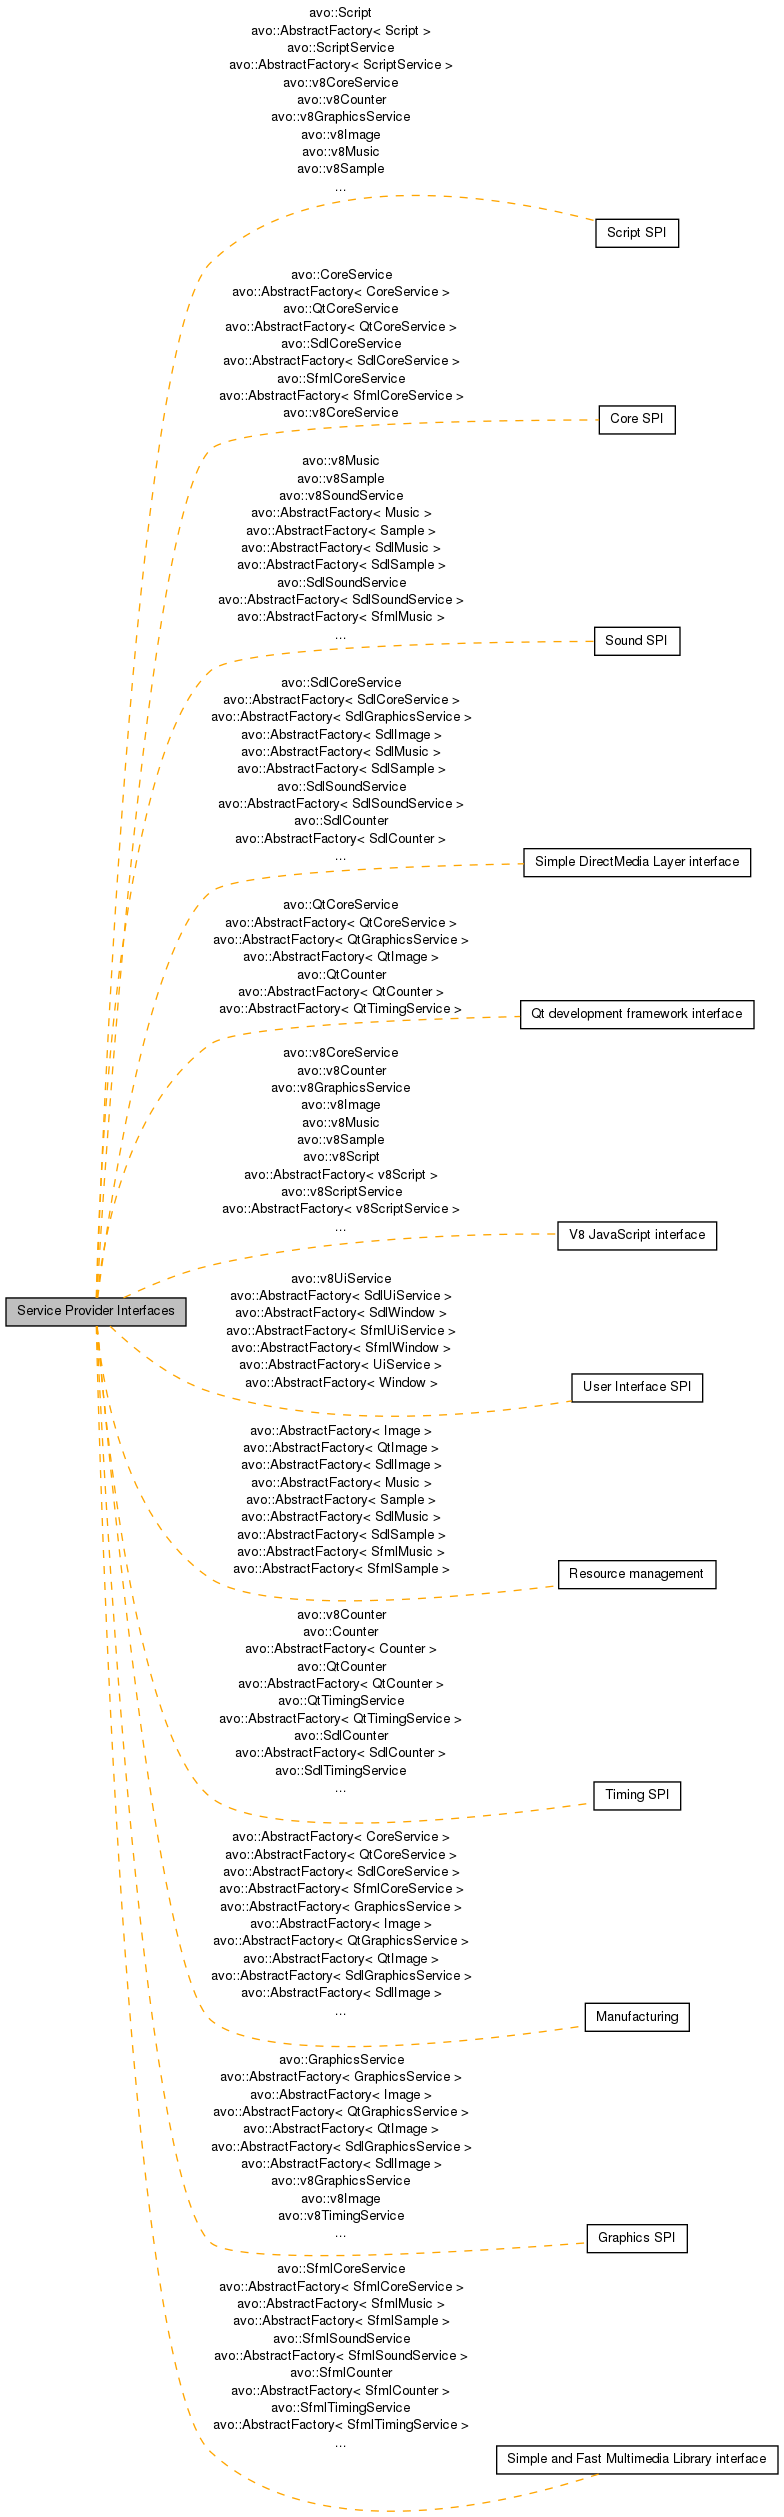 avo::Script
avo::AbstractFactory< Script >
avo::ScriptService
avo::AbstractFactory< ScriptService >
avo::v8CoreService
avo::v8Counter
avo::v8GraphicsService
avo::v8Image
avo::v8Music
avo::v8Sample
...
Script SPI
avo::CoreService
avo::AbstractFactory< CoreService >
avo::QtCoreService
avo::AbstractFactory< QtCoreService >
avo::SdlCoreService
avo::AbstractFactory< SdlCoreService >
avo::SfmlCoreService
avo::AbstractFactory< SfmlCoreService >
avo::v8CoreService
Core SPI
avo::v8Music
avo::v8Sample
avo::v8SoundService
avo::AbstractFactory< Music >
avo::AbstractFactory< Sample >
avo::AbstractFactory< SdlMusic >
avo::AbstractFactory< SdlSample >
avo::SdlSoundService
avo::AbstractFactory< SdlSoundService >
avo::AbstractFactory< SfmlMusic >
...
Sound SPI
avo::SdlCoreService
avo::AbstractFactory< SdlCoreService >
avo::AbstractFactory< SdlGraphicsService >
avo::AbstractFactory< SdlImage >
avo::AbstractFactory< SdlMusic >
avo::AbstractFactory< SdlSample >
avo::SdlSoundService
avo::AbstractFactory< SdlSoundService >
avo::SdlCounter
avo::AbstractFactory< SdlCounter >
...
Simple DirectMedia Layer interface
avo::QtCoreService
avo::AbstractFactory< QtCoreService >
avo::AbstractFactory< QtGraphicsService >
avo::AbstractFactory< QtImage >
avo::QtCounter
avo::AbstractFactory< QtCounter >
avo::AbstractFactory< QtTimingService >
Qt development framework interface
avo::v8CoreService
avo::v8Counter
avo::v8GraphicsService
avo::v8Image
avo::v8Music
avo::v8Sample
avo::v8Script
avo::AbstractFactory< v8Script >
avo::v8ScriptService
avo::AbstractFactory< v8ScriptService >
...
V8 JavaScript interface
Service Provider Interfaces
avo::v8UiService
avo::AbstractFactory< SdlUiService >
avo::AbstractFactory< SdlWindow >
avo::AbstractFactory< SfmlUiService >
avo::AbstractFactory< SfmlWindow >
avo::AbstractFactory< UiService >
avo::AbstractFactory< Window >
User Interface SPI
avo::AbstractFactory< Image >
avo::AbstractFactory< QtImage >
avo::AbstractFactory< SdlImage >
avo::AbstractFactory< Music >
avo::AbstractFactory< Sample >
avo::AbstractFactory< SdlMusic >
avo::AbstractFactory< SdlSample >
avo::AbstractFactory< SfmlMusic >
avo::AbstractFactory< SfmlSample >
Resource management
avo::v8Counter
avo::Counter
avo::AbstractFactory< Counter >
avo::QtCounter
avo::AbstractFactory< QtCounter >
avo::QtTimingService
avo::AbstractFactory< QtTimingService >
avo::SdlCounter
avo::AbstractFactory< SdlCounter >
avo::SdlTimingService
...
Timing SPI
avo::AbstractFactory< CoreService >
avo::AbstractFactory< QtCoreService >
avo::AbstractFactory< SdlCoreService >
avo::AbstractFactory< SfmlCoreService >
avo::AbstractFactory< GraphicsService >
avo::AbstractFactory< Image >
avo::AbstractFactory< QtGraphicsService >
avo::AbstractFactory< QtImage >
avo::AbstractFactory< SdlGraphicsService >
avo::AbstractFactory< SdlImage >
...
Manufacturing
avo::GraphicsService
avo::AbstractFactory< GraphicsService >
avo::AbstractFactory< Image >
avo::AbstractFactory< QtGraphicsService >
avo::AbstractFactory< QtImage >
avo::AbstractFactory< SdlGraphicsService >
avo::AbstractFactory< SdlImage >
avo::v8GraphicsService
avo::v8Image
avo::v8TimingService
...
Graphics SPI
avo::SfmlCoreService
avo::AbstractFactory< SfmlCoreService >
avo::AbstractFactory< SfmlMusic >
avo::AbstractFactory< SfmlSample >
avo::SfmlSoundService
avo::AbstractFactory< SfmlSoundService >
avo::SfmlCounter
avo::AbstractFactory< SfmlCounter >
avo::SfmlTimingService
avo::AbstractFactory< SfmlTimingService >
...
Simple and Fast Multimedia Library interface